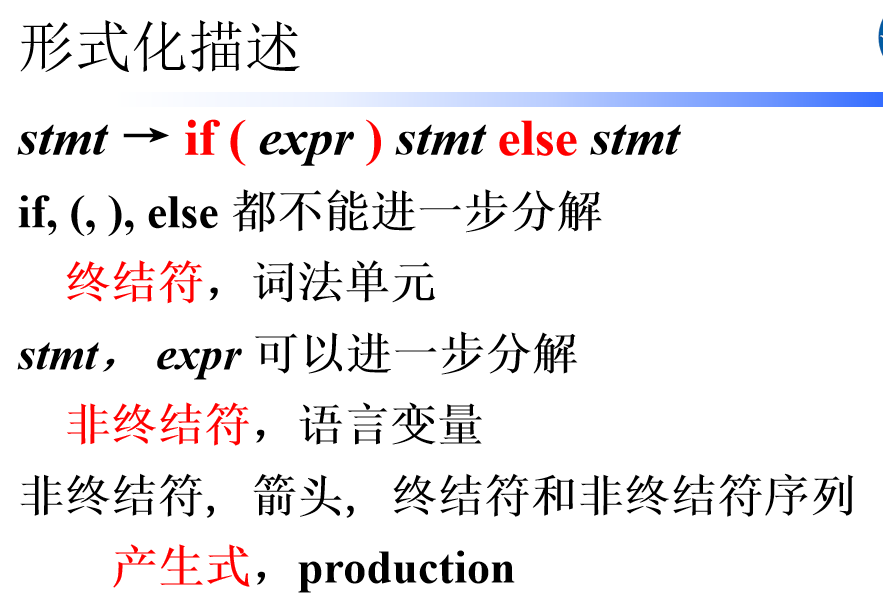 形式化描述
stmt → if ( expr ) stmt else stmt
if, (, ), else 都不能进一步分解
终结符，词法单元
stmt， expr 可以进一步分解
非终结符，语言变量
非终结符, 箭头, 终结符和非终结符序列
产生式，production